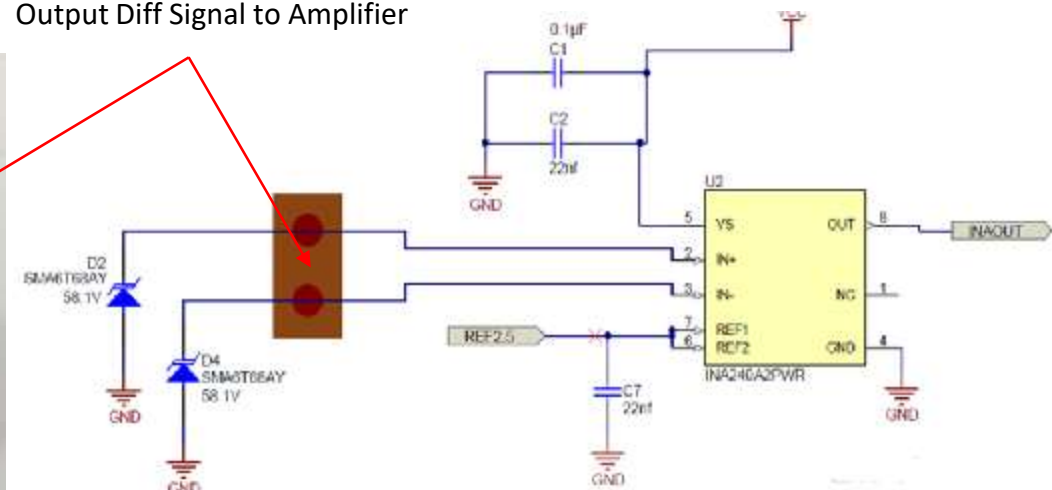 Output Diff Signal to Amplifier
VCC
0.1µF
C1
C2
22nf
GND
U2
5 VS OUT 8 INAOUT
2 IN+
3 IN- NC 1
D2
SMA6T68AY
58.1V
REF2.5
7 REF1
6 REF2 GND 4
INA240A2PWR
D4
SMA6T68AY
58.1V
C7
22nf
GND
GND
GND
GND